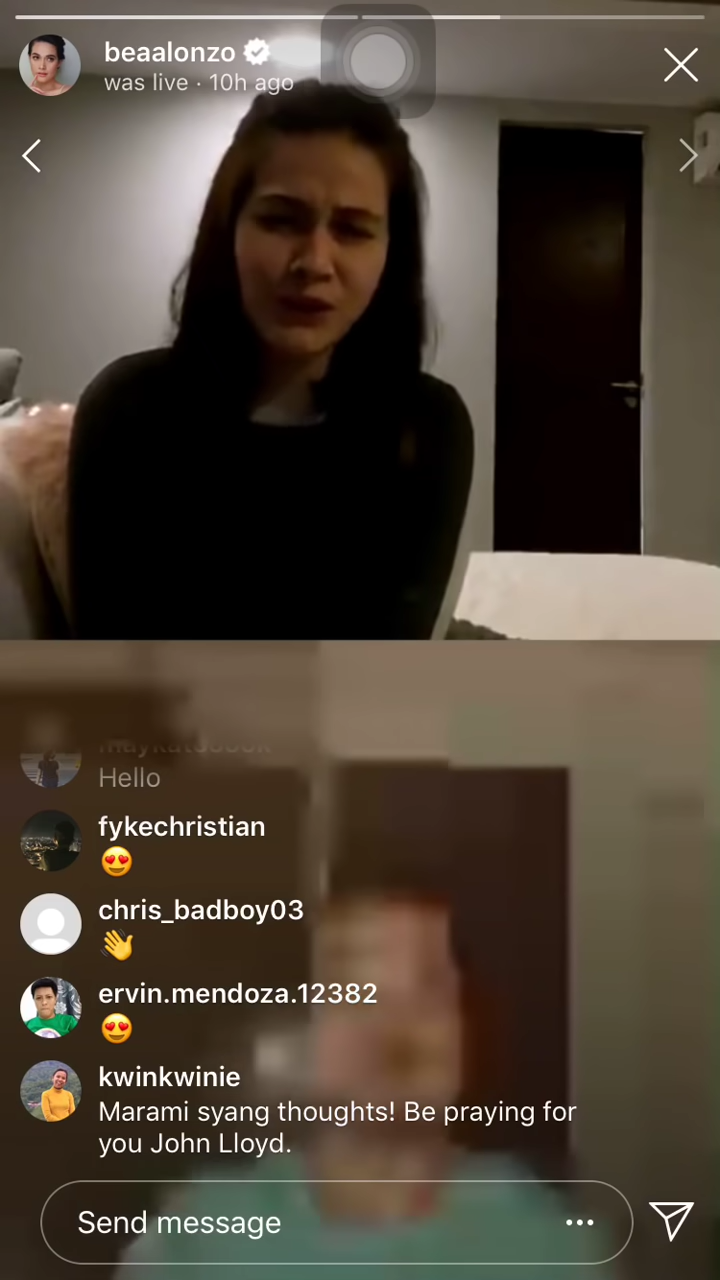 beaalonzo
was live · 10h ago
Hello
fykechristian
😍
chris_badboy03
👋
ervin.mendoza.12382
😍
kwinkwinie
Marami syang thoughts! Be praying for
you John Lloyd.
Send message